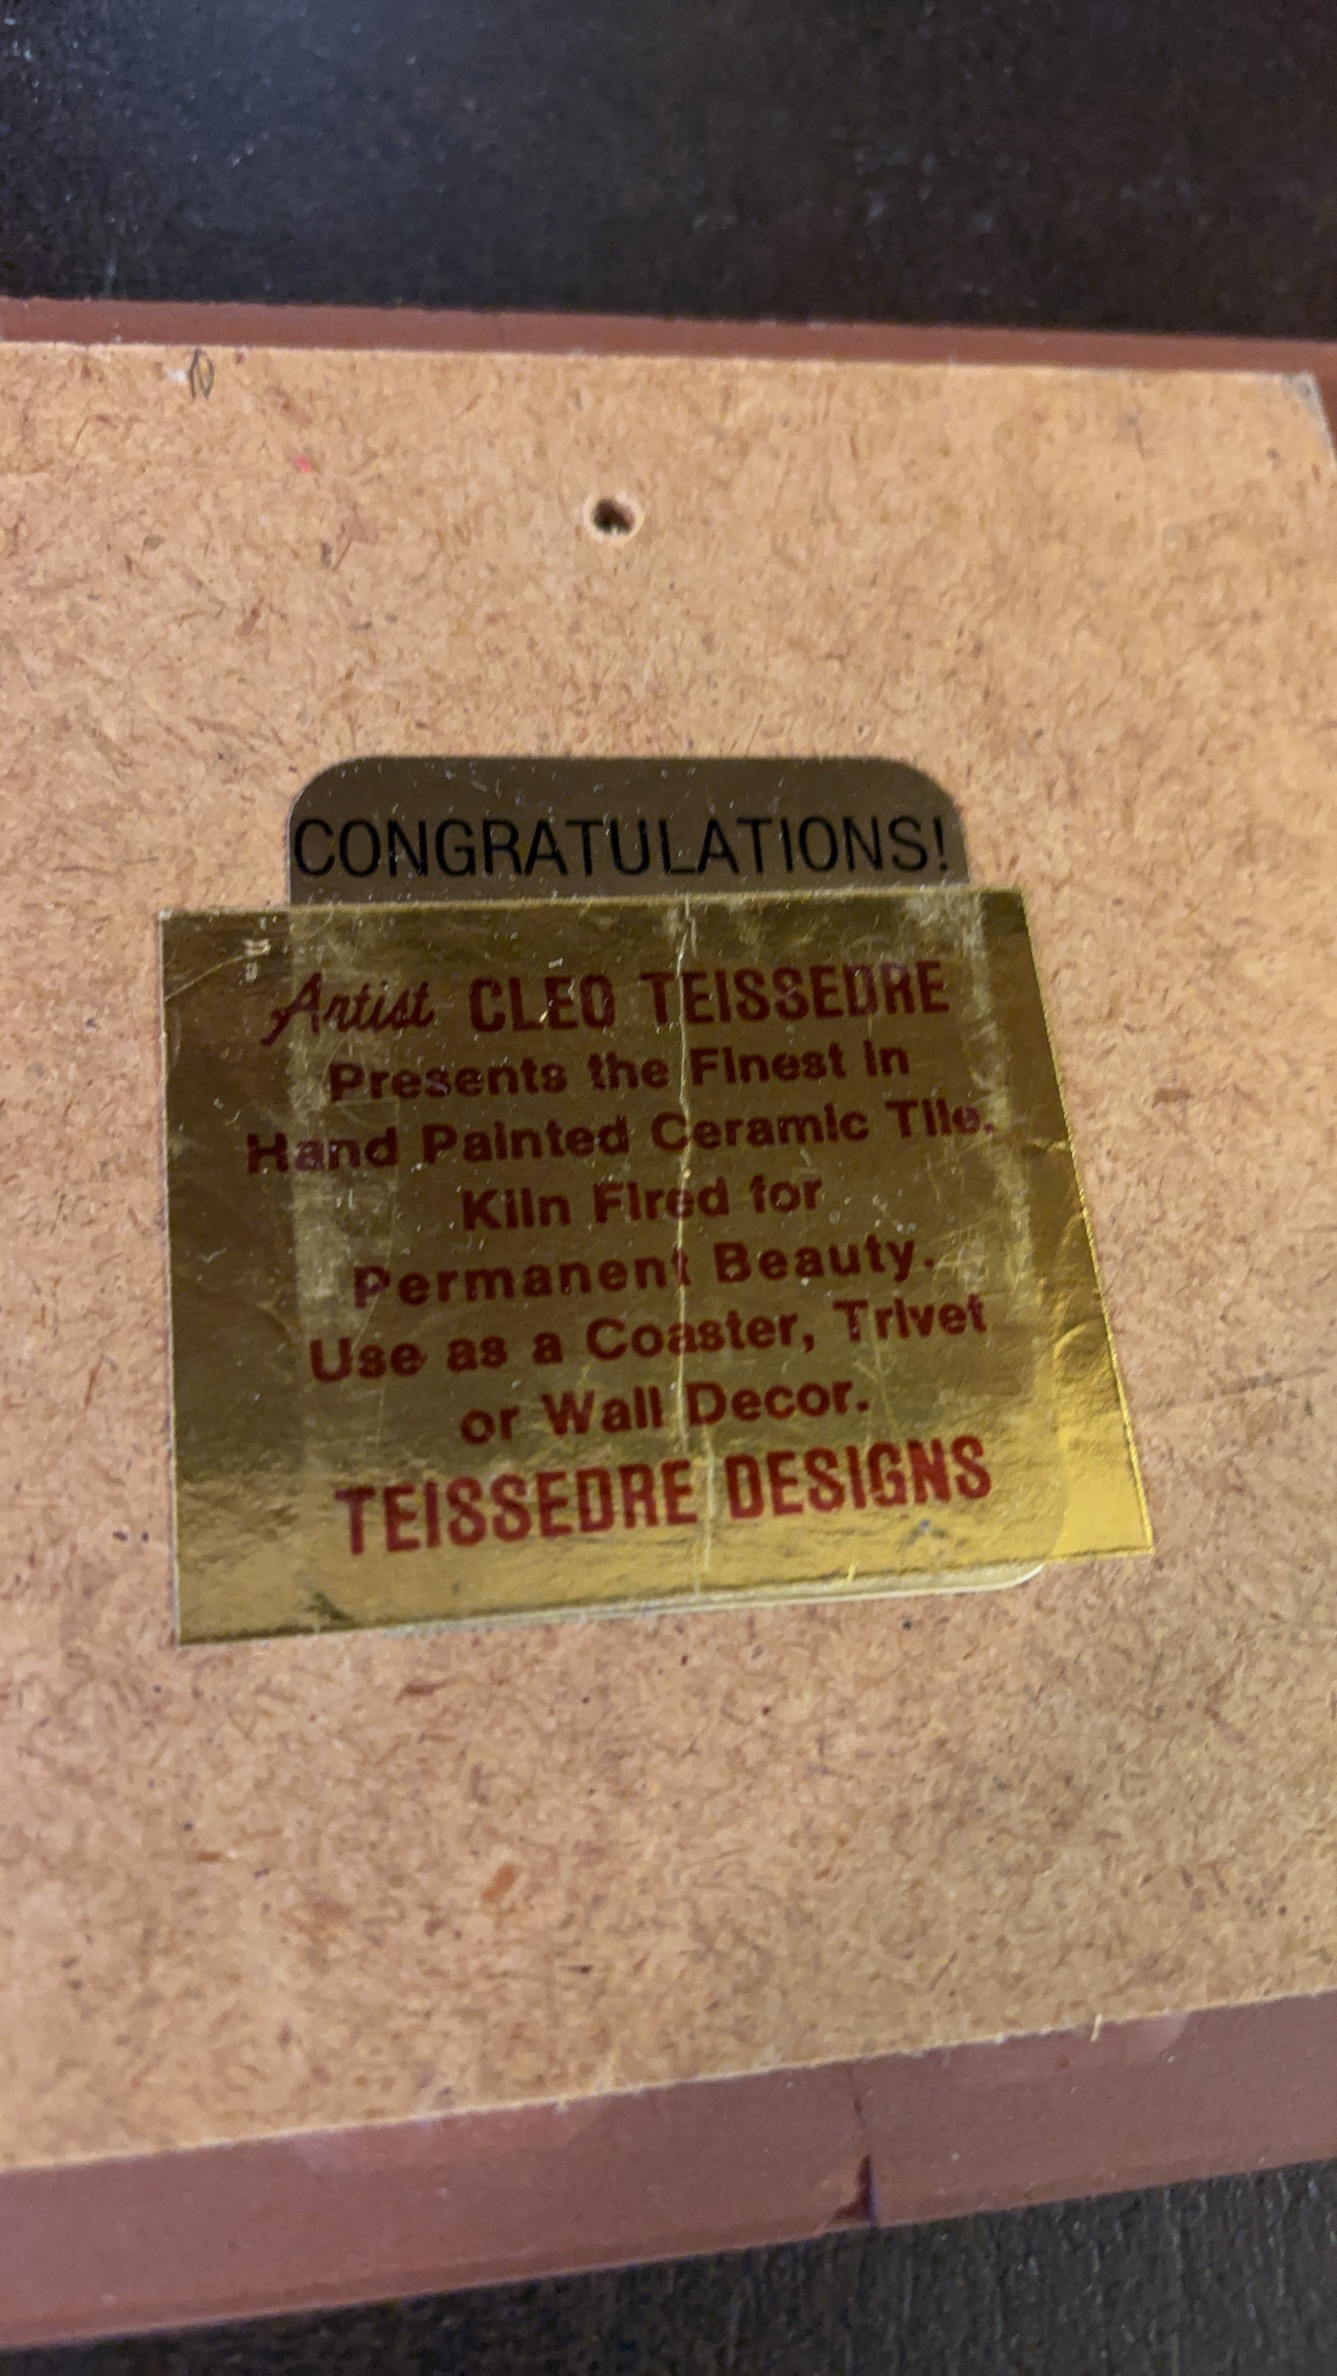 CONGRATULATIONS!
Artist CLEO TEISSEDRE
Presents the Finest in
Hand Painted Ceramic Tile.
Kiln Fired for
Permanent Beauty.
Use as a Coaster, Trivet
or Wall Decor.
TEISSEDRE DESIGNS